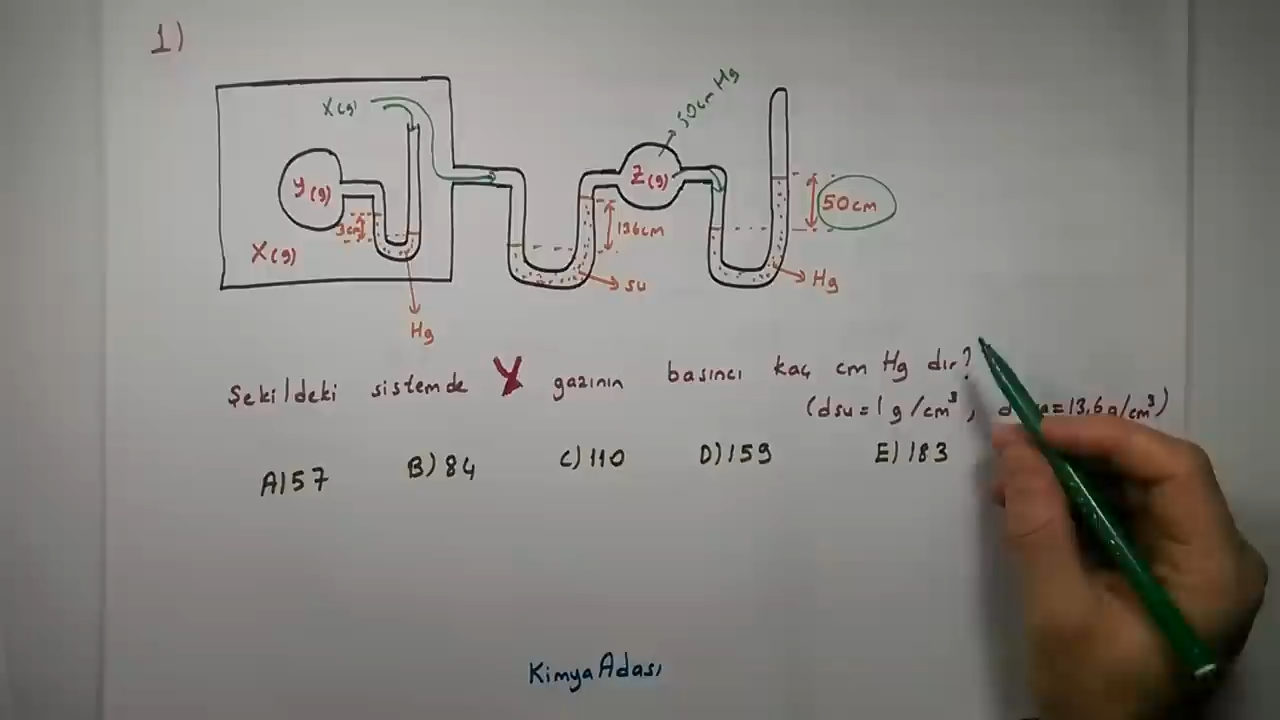 1)
X(g)
50cmHg
Y(g)
Z(g)
3cm
136cm
50cm
X(g)
su
Hg
Hg
Şekildeki sistemde Y gazının basıncı kaç cm Hg dır?
(dsu=1g/cm³, =13,6g/cm³)
A)57 B)84 C)110 D)159 E)183
KimyaAdası